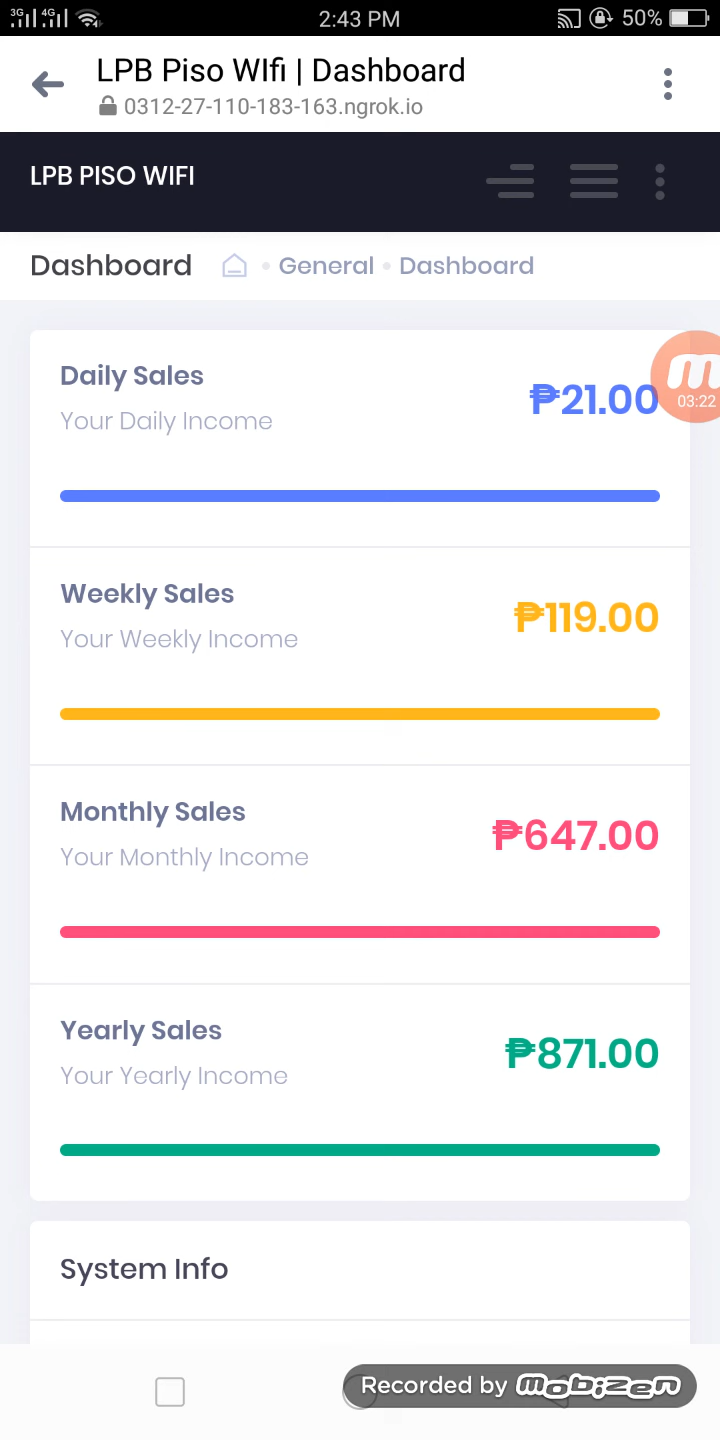 3G 4G 2:43 PM 50%
LPB Piso WIfi | Dashboard
0312-27-110-183-163.ngrok.io
LPB PISO WIFI
Dashboard General Dashboard
Daily Sales
₱21.00
Your Daily Income
03:22
Weekly Sales
₱119.00
Your Weekly Income
Monthly Sales
₱647.00
Your Monthly Income
Yearly Sales
₱871.00
Your Yearly Income
System Info
Recorded by mobizen